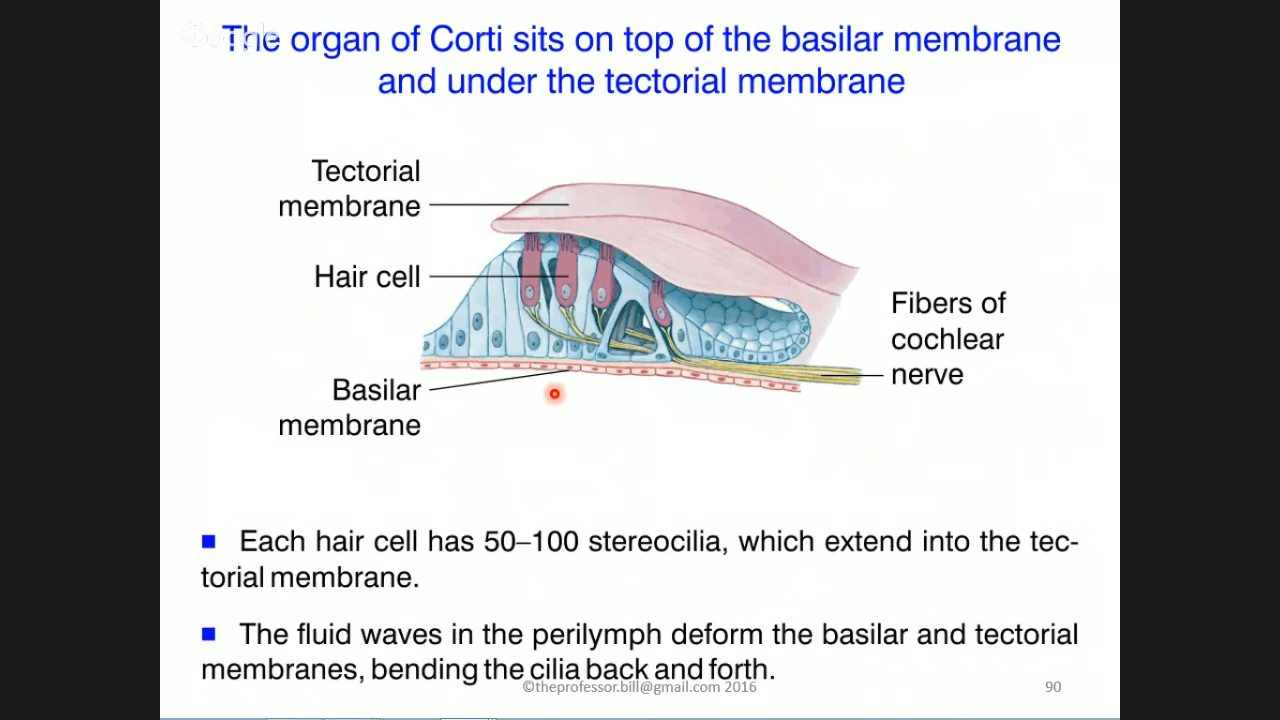 Google
The organ of Corti sits on top of the basilar membrane
and under the tectorial membrane
Tectorial
membrane
Hair cell
Fibers of
cochlear
nerve
Basilar
membrane
■ Each hair cell has 50–100 stereocilia, which extend into the tec-
torial membrane.
■ The fluid waves in the perilymph deform the basilar and tectorial
membranes, bending the cilia back and forth.
©theprofessor.bill@gmail.com 2016
90